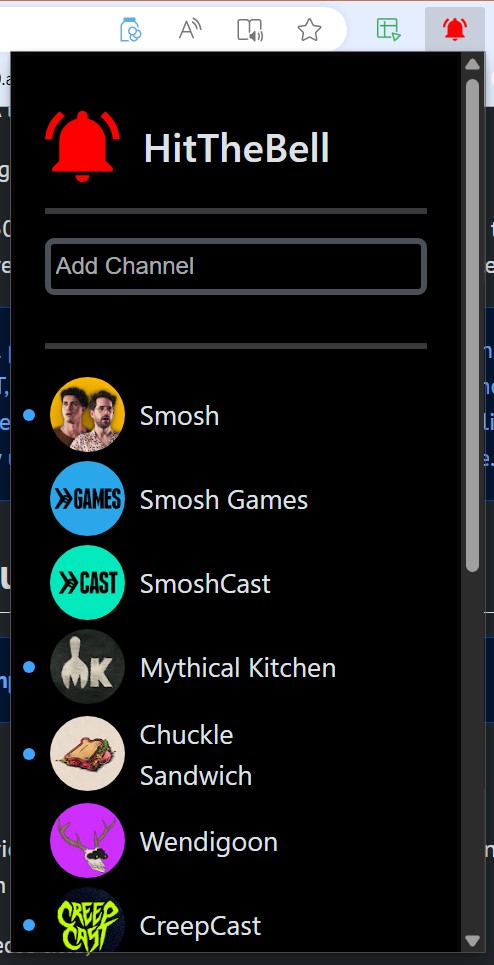 HitTheBell
Add Channel
Smosh
GAMES
Smosh Games
CAST
SmoshCast
MK
Mythical Kitchen
Chuckle
Sandwich
Wendigoon
CREEP
CAST
CreepCast